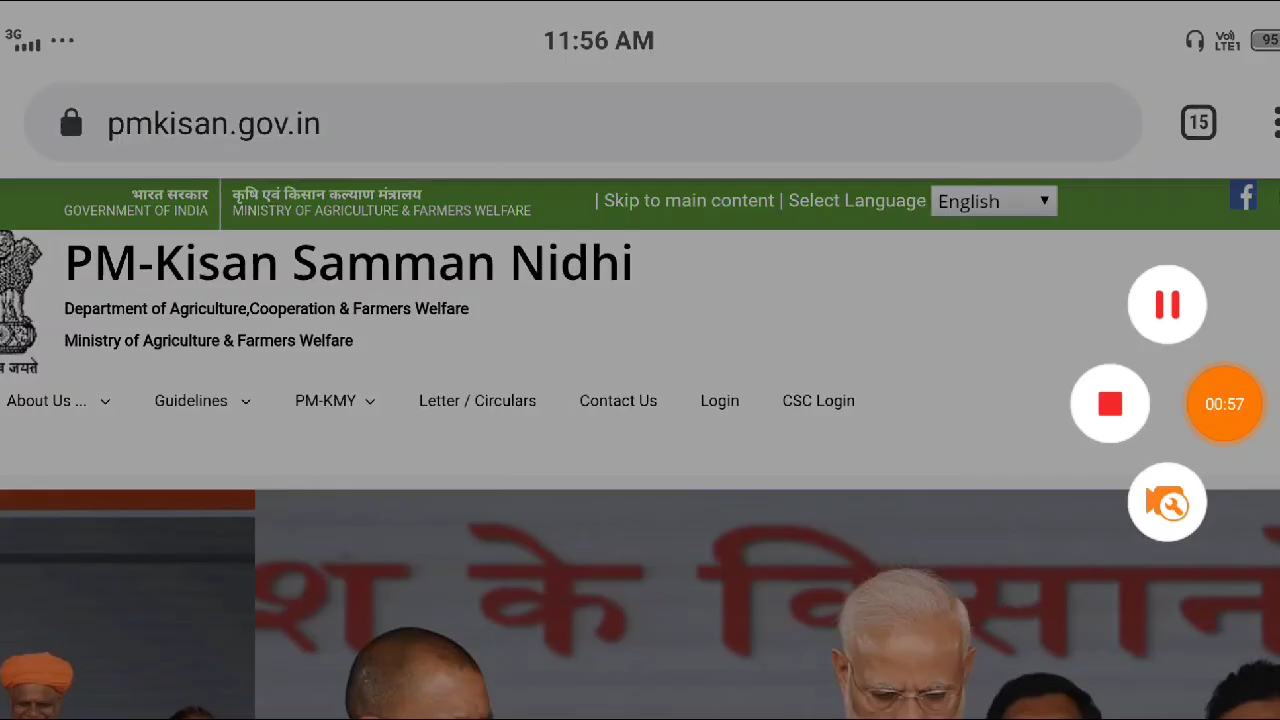 3G
11:56 AM
Vo)) LTE1
95
pmkisan.gov.in
15
भारत सरकार
GOVERNMENT OF INDIA
कृषि एवं किसान कल्याण मंत्रालय
MINISTRY OF AGRICULTURE & FARMERS WELFARE
| Skip to main content | Select Language English
PM-Kisan Samman Nidhi
Department of Agriculture,Cooperation & Farmers Welfare
Ministry of Agriculture & Farmers Welfare
जयते
About Us ... Guidelines PM-KMY Letter / Circulars Contact Us Login CSC Login
00:57
श के किसान